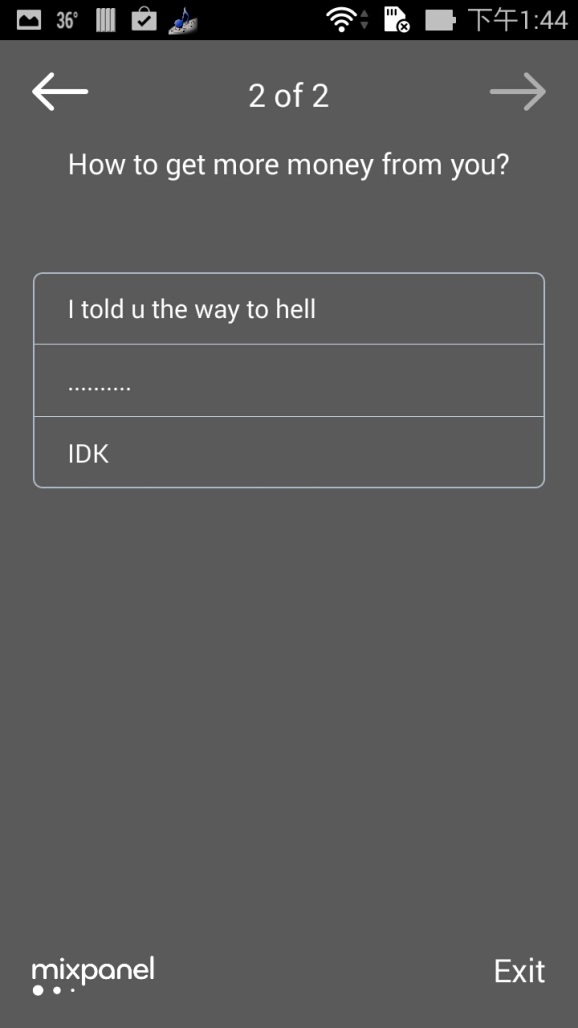 36° 下午1:44
2 of 2
How to get more money from you?
I told u the way to hell
..........
IDK
mixpanel
Exit